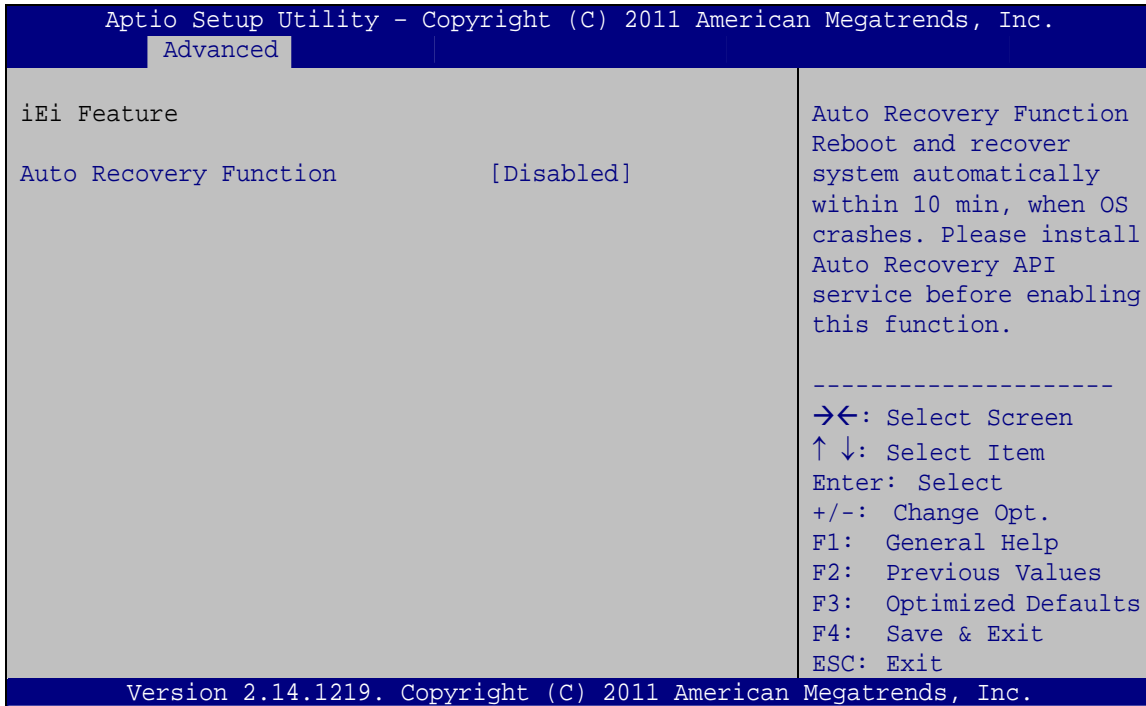 Aptio Setup Utility – Copyright (C) 2011 American Megatrends, Inc.
Advanced
iEi Feature
Auto Recovery Function [Disabled]
Auto Recovery Function
Reboot and recover
system automatically
within 10 min, when OS
crashes. Please install
Auto Recovery API
service before enabling
this function.
---------------------
→←: Select Screen
↑ ↓: Select Item
Enter: Select
+/-: Change Opt.
F1: General Help
F2: Previous Values
F3: Optimized Defaults
F4: Save & Exit
ESC: Exit
Version 2.14.1219. Copyright (C) 2011 American Megatrends, Inc.